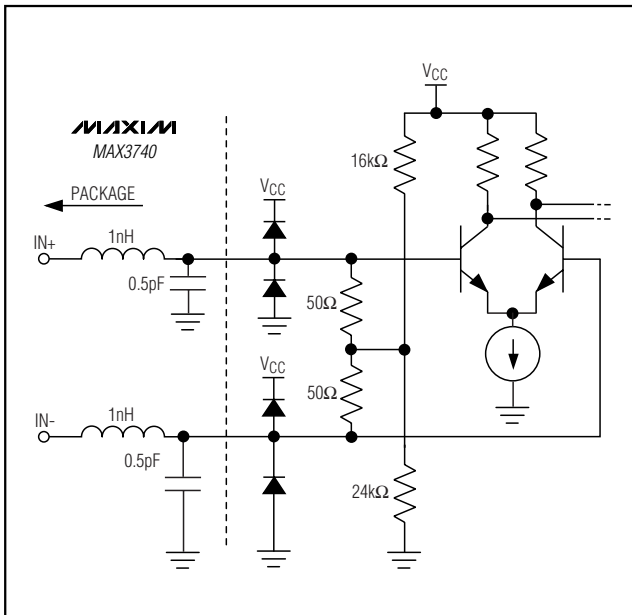 VCC
MAXIM
MAX3740
16kΩ
PACKAGE
VCC
IN+
1nH
0.5pF
50Ω
VCC
50Ω
IN-
1nH
0.5pF
24kΩ